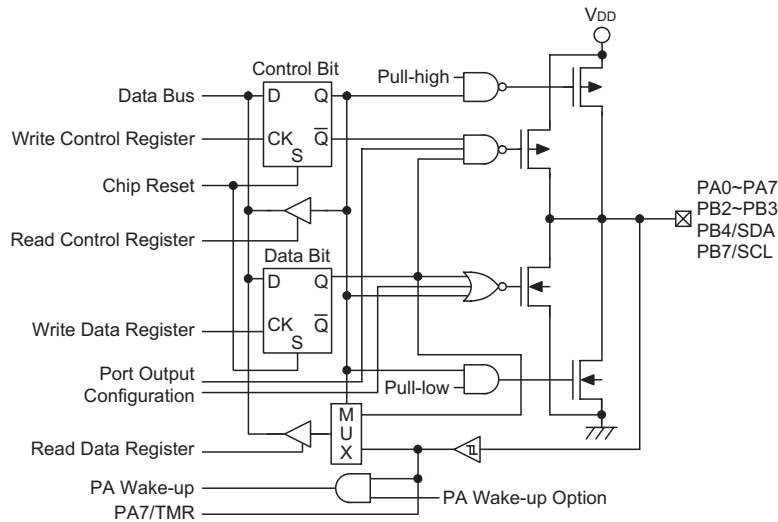 VDD
Control Bit
Pull-high
Data Bus
D
Q
Write Control Register
CK
Q
S
Chip Reset
PA0~PA7
PB2~PB3
PB4/SDA
PB7/SCL
Read Control Register
Data Bit
D
Q
Write Data Register
CK
Q
S
Port Output
Configuration
Pull-low
M
U
X
Read Data Register
PA Wake-up
PA Wake-up Option
PA7/TMR